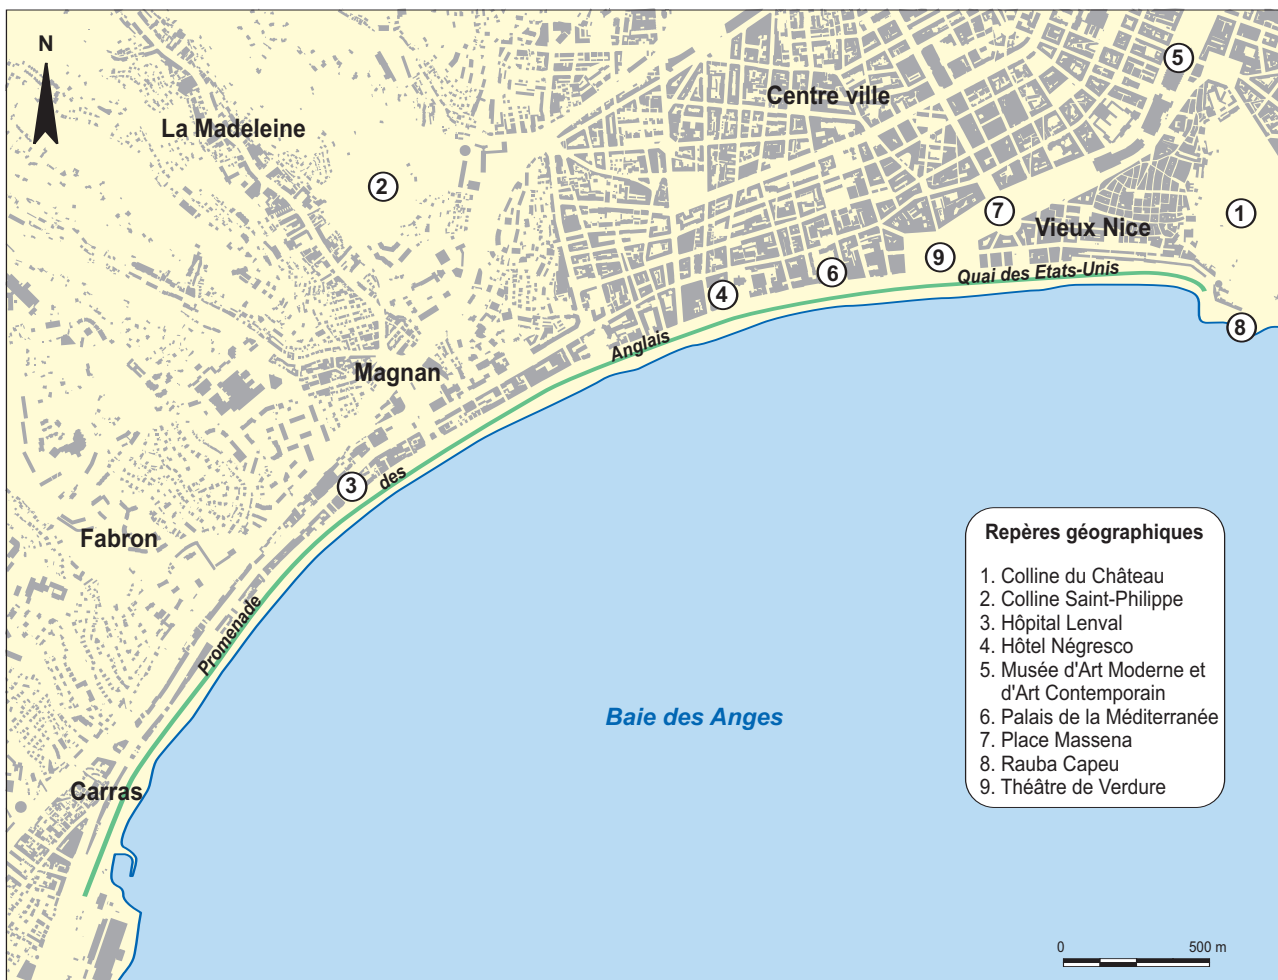 N
5
Centre ville
La Madeleine
2
1
7
Vieux Nice
9
6
Quai des Etats-Unis
4
8
Anglais
Magnan
3
des
Fabron
Promenade
Carras
Baie des Anges
Repères géographiques
1. Colline du Château
2. Colline Saint-Philippe
3. Hôpital Lenval
4. Hôtel Négresco
5. Musée d'Art Moderne et
d'Art Contemporain
6. Palais de la Méditerranée
7. Place Massena
8. Rauba Capeu
9. Théâtre de Verdure
0 500 m